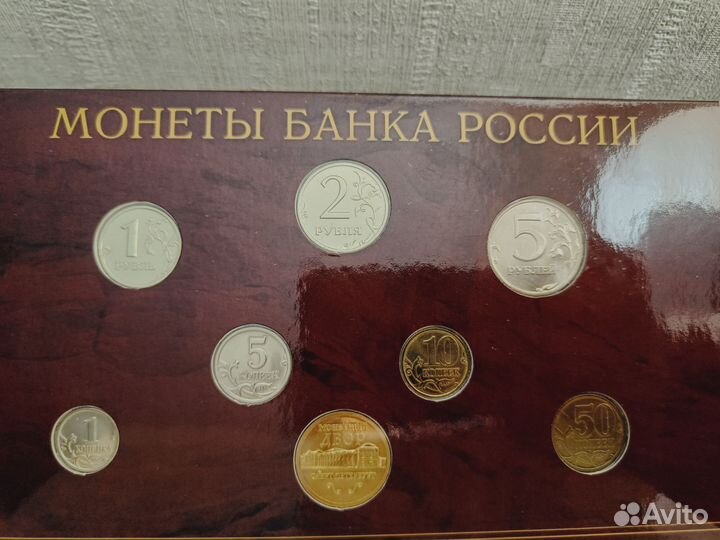 МОНЕТЫ БАНКА РОССИИ
2
РУБЛЯ
1
РУБЛЬ
5
РУБЛЕЙ
5
КОПЕЕК
10
КОПЕЕК
1
КОПЕЙКА
МОНЕТНЫЙ
ДВОР
50
КОПЕЕК
Avito